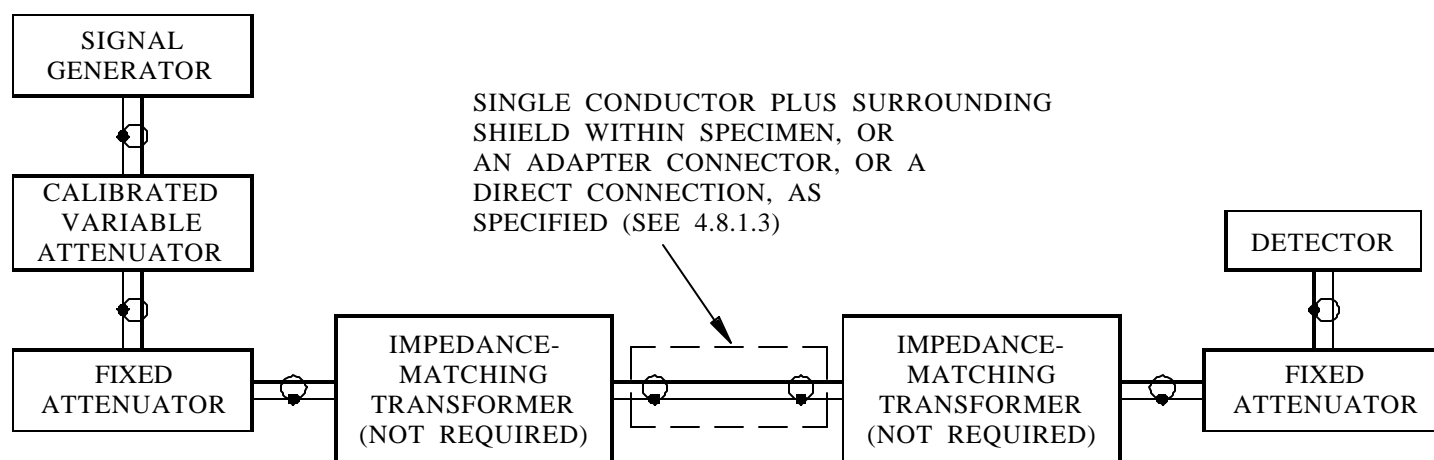 SIGNAL
GENERATOR
SINGLE CONDUCTOR PLUS SURROUNDING
SHIELD WITHIN SPECIMEN, OR
AN ADAPTER CONNECTOR, OR A
DIRECT CONNECTION, AS
SPECIFIED (SEE 4.8.1.3)
CALIBRATED
VARIABLE
ATTENUATOR
DETECTOR
FIXED
ATTENUATOR
IMPEDANCE-
MATCHING
TRANSFORMER
(NOT REQUIRED)
IMPEDANCE-
MATCHING
TRANSFORMER
(NOT REQUIRED)
FIXED
ATTENUATOR